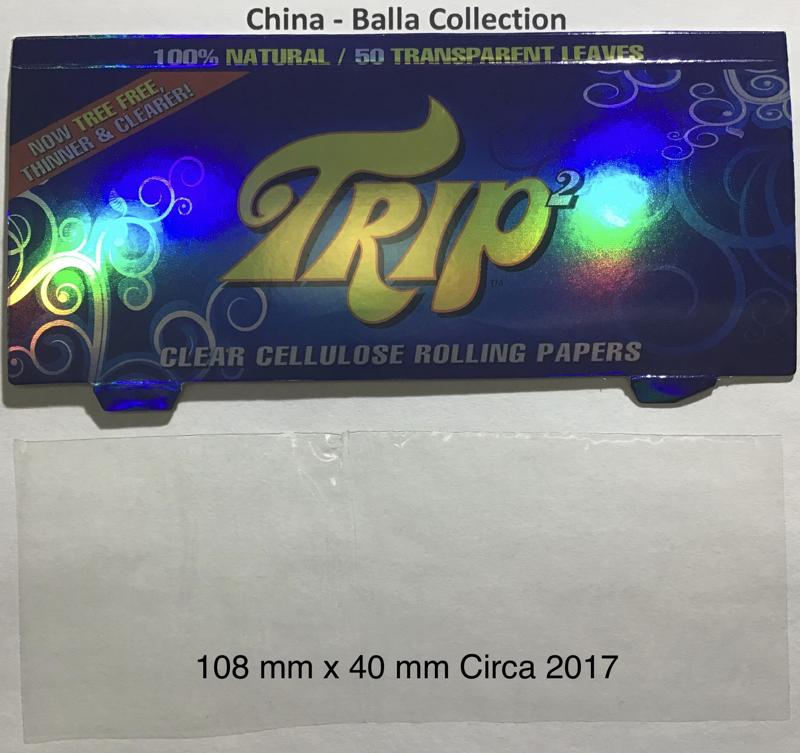 China - Balla Collection
100% NATURAL / 50 TRANSPARENT LEAVES
NOW TREE FREE,
THINNER & CLEARER!
TRIP²
TM
CLEAR CELLULOSE ROLLING PAPERS
108 mm x 40 mm Circa 2017